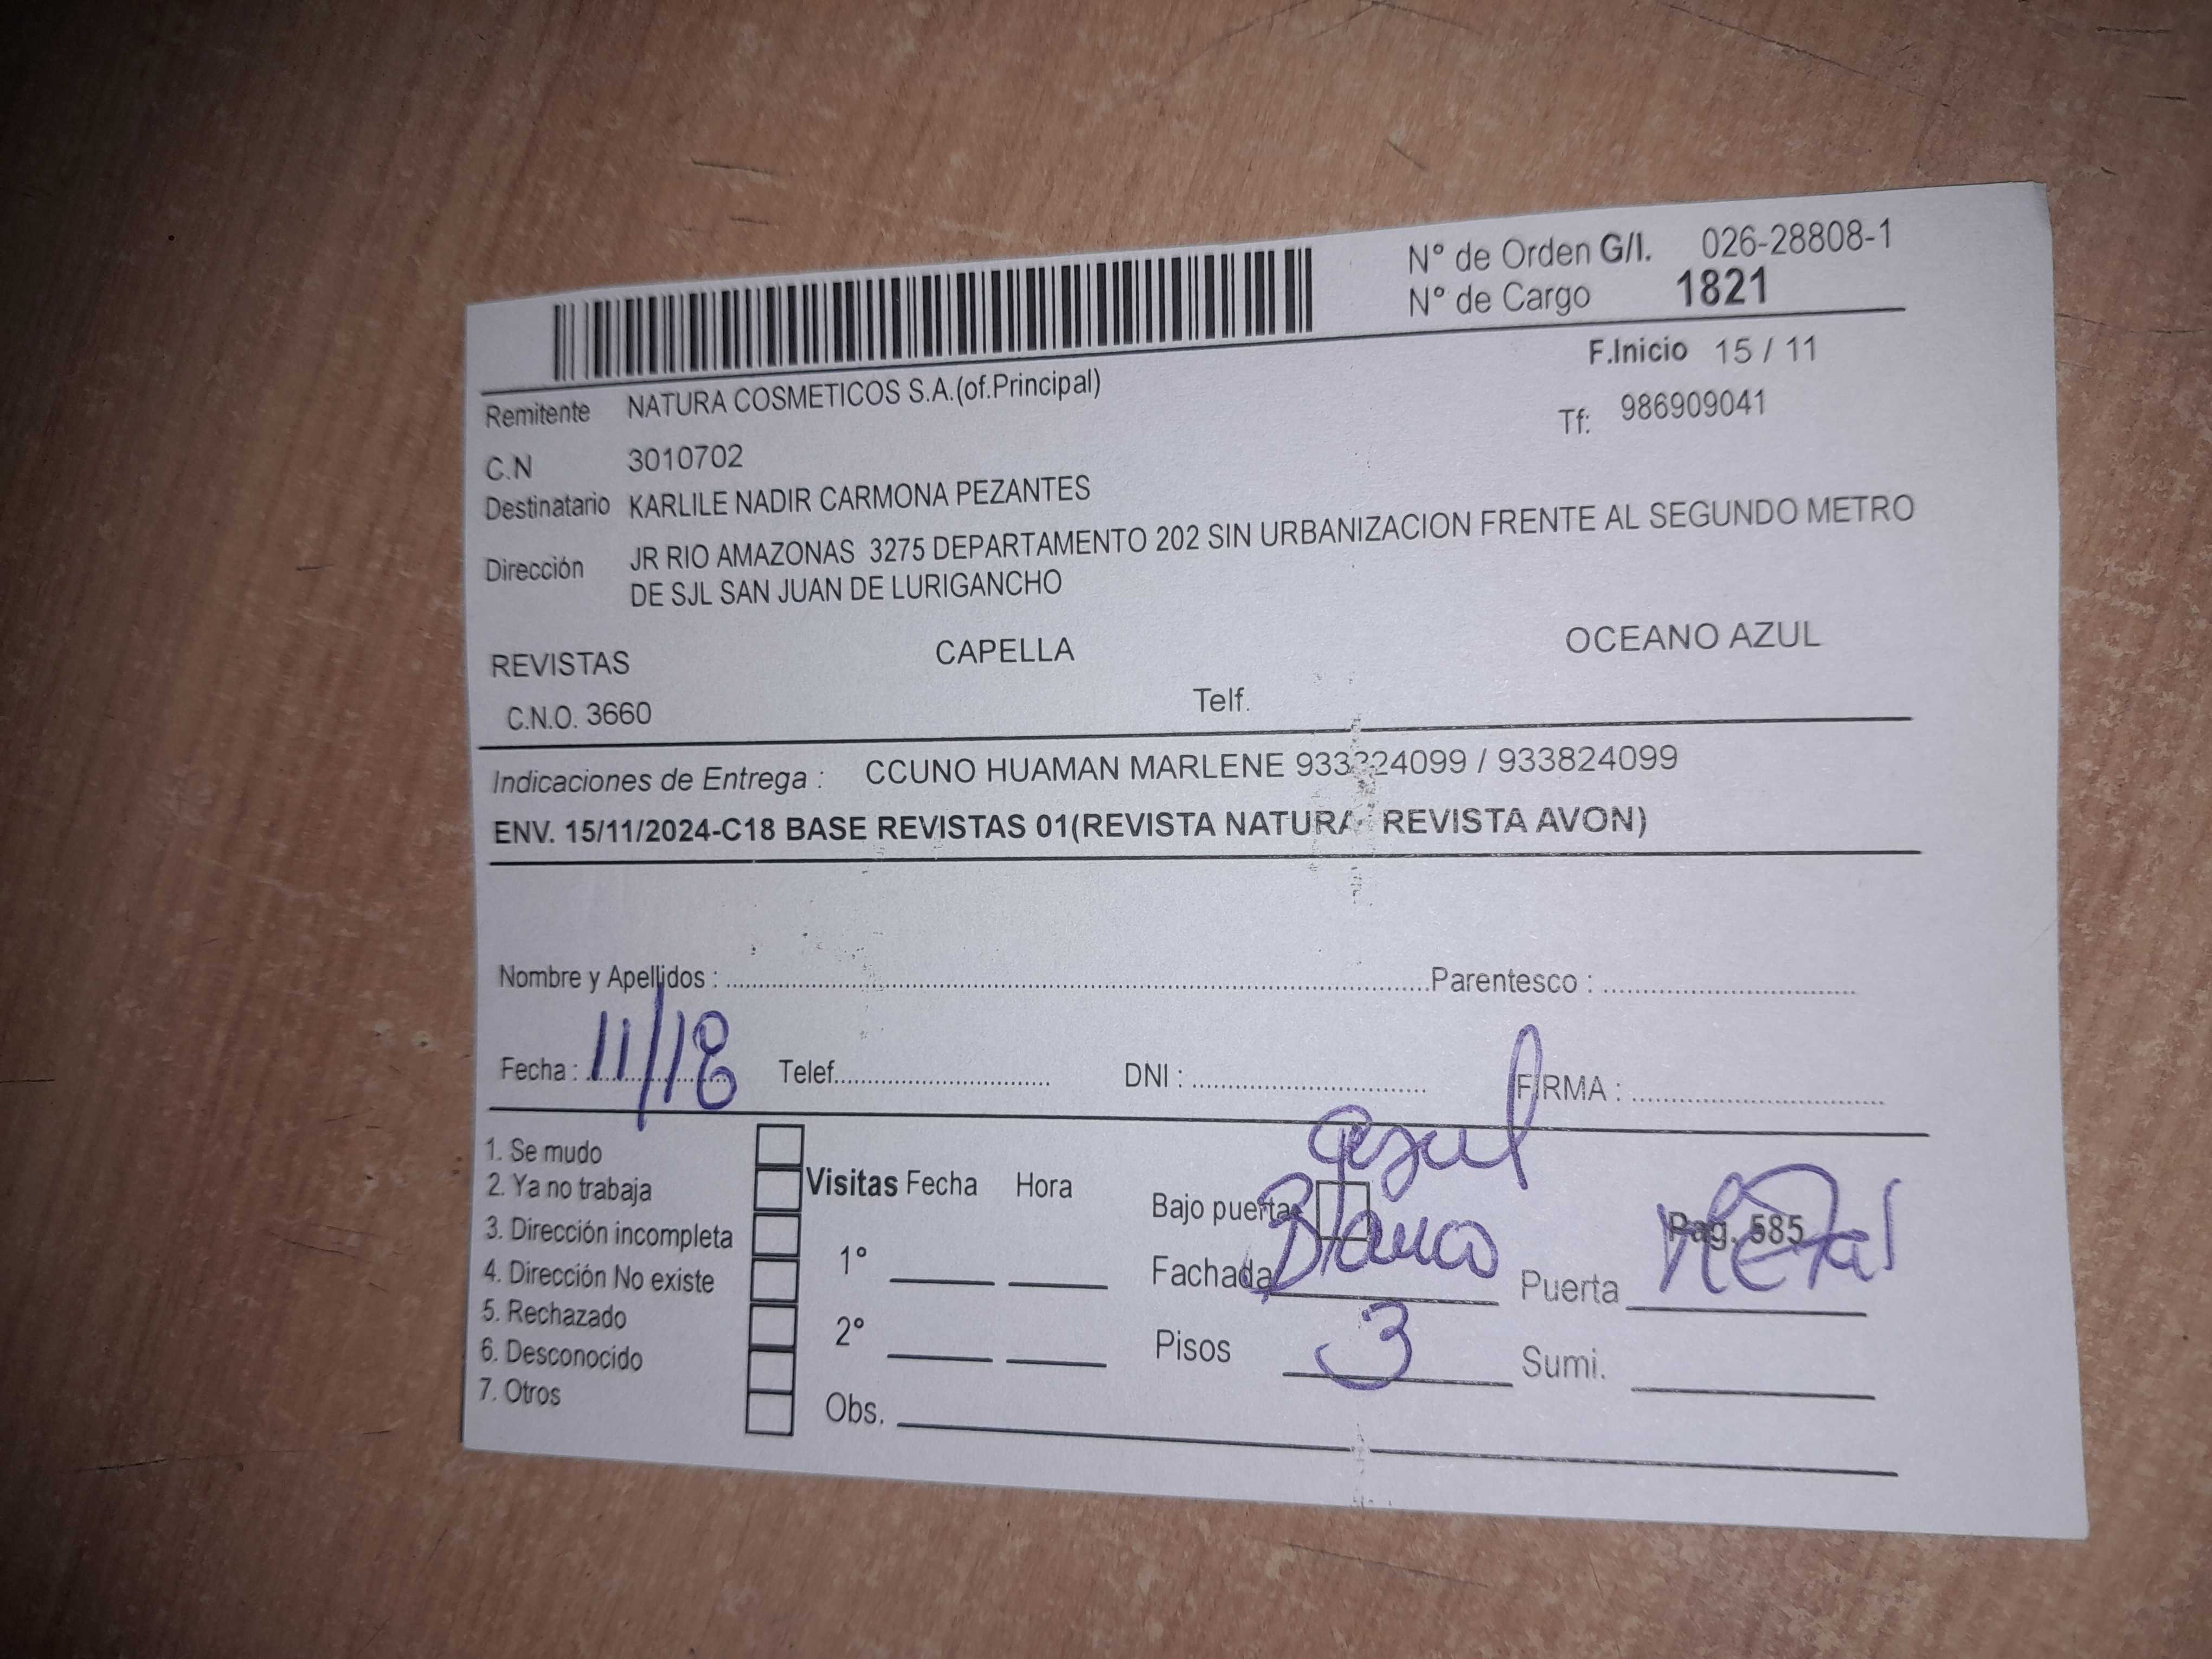 N° de Orden G/I. 026-28808-1
N° de Cargo 1821
F.Inicio 15 / 11
Remitente NATURA COSMETICOS S.A.(of.Principal)
Tf: 986909041
C.N 3010702
Destinatario KARLILE NADIR CARMONA PEZANTES
Dirección JR RIO AMAZONAS 3275 DEPARTAMENTO 202 SIN URBANIZACION FRENTE AL SEGUNDO METRO
DE SJL SAN JUAN DE LURIGANCHO
REVISTAS CAPELLA OCEANO AZUL
C.N.O. 3660 Telf.
Indicaciones de Entrega : CCUNO HUAMAN MARLENE / 933824099
ENV. 15/11/2024-C18 BASE REVISTAS 01(REVISTA NATURA REVISTA AVON)
Nombre y Apellidos : Parentesco :
Fecha : 11/18 Telef. DNI : FIRMA :
azul
1. Se mudo
2. Ya no trabaja
3. Dirección incompleta
4. Dirección No existe
5. Rechazado
6. Desconocido
7. Otros
Visitas Fecha Hora
1°
2°
Obs.
Bajo puerta Pag. 585
Fachada Blanco Puerta Metal
Pisos 3 Sumi.